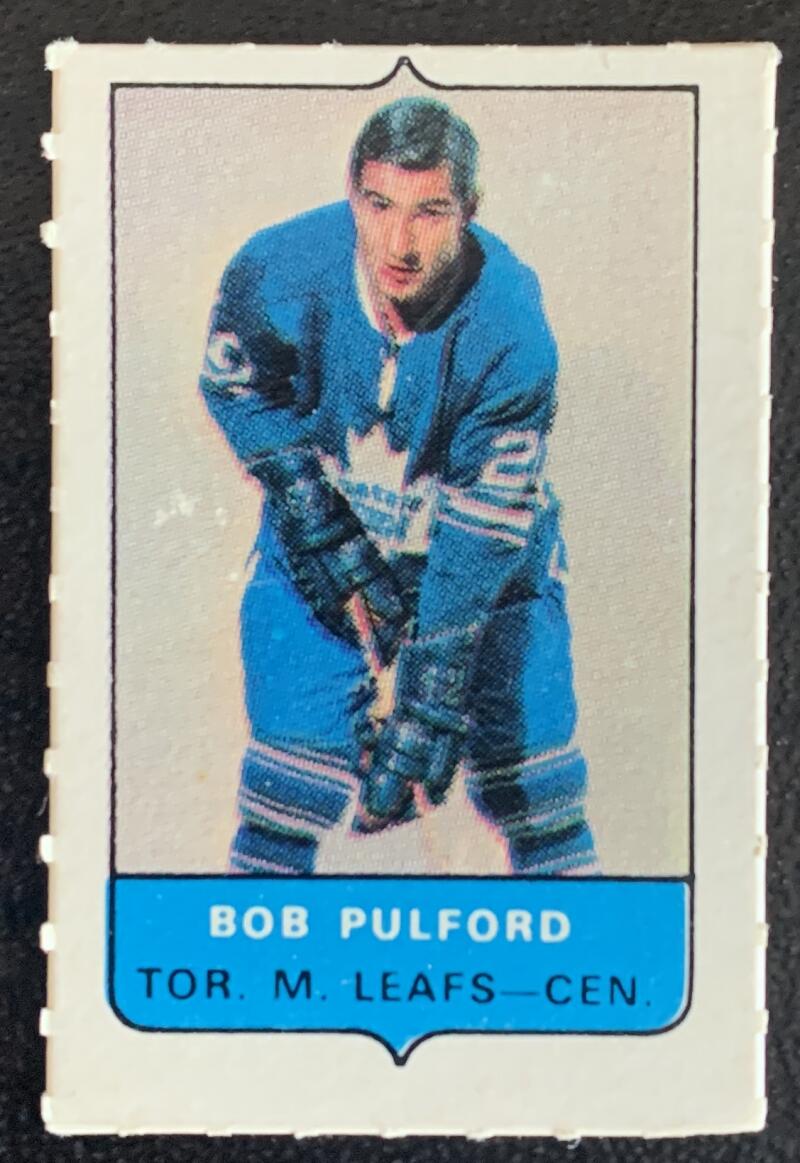 BOB PULFORD
TOR. M. LEAFS—CEN.